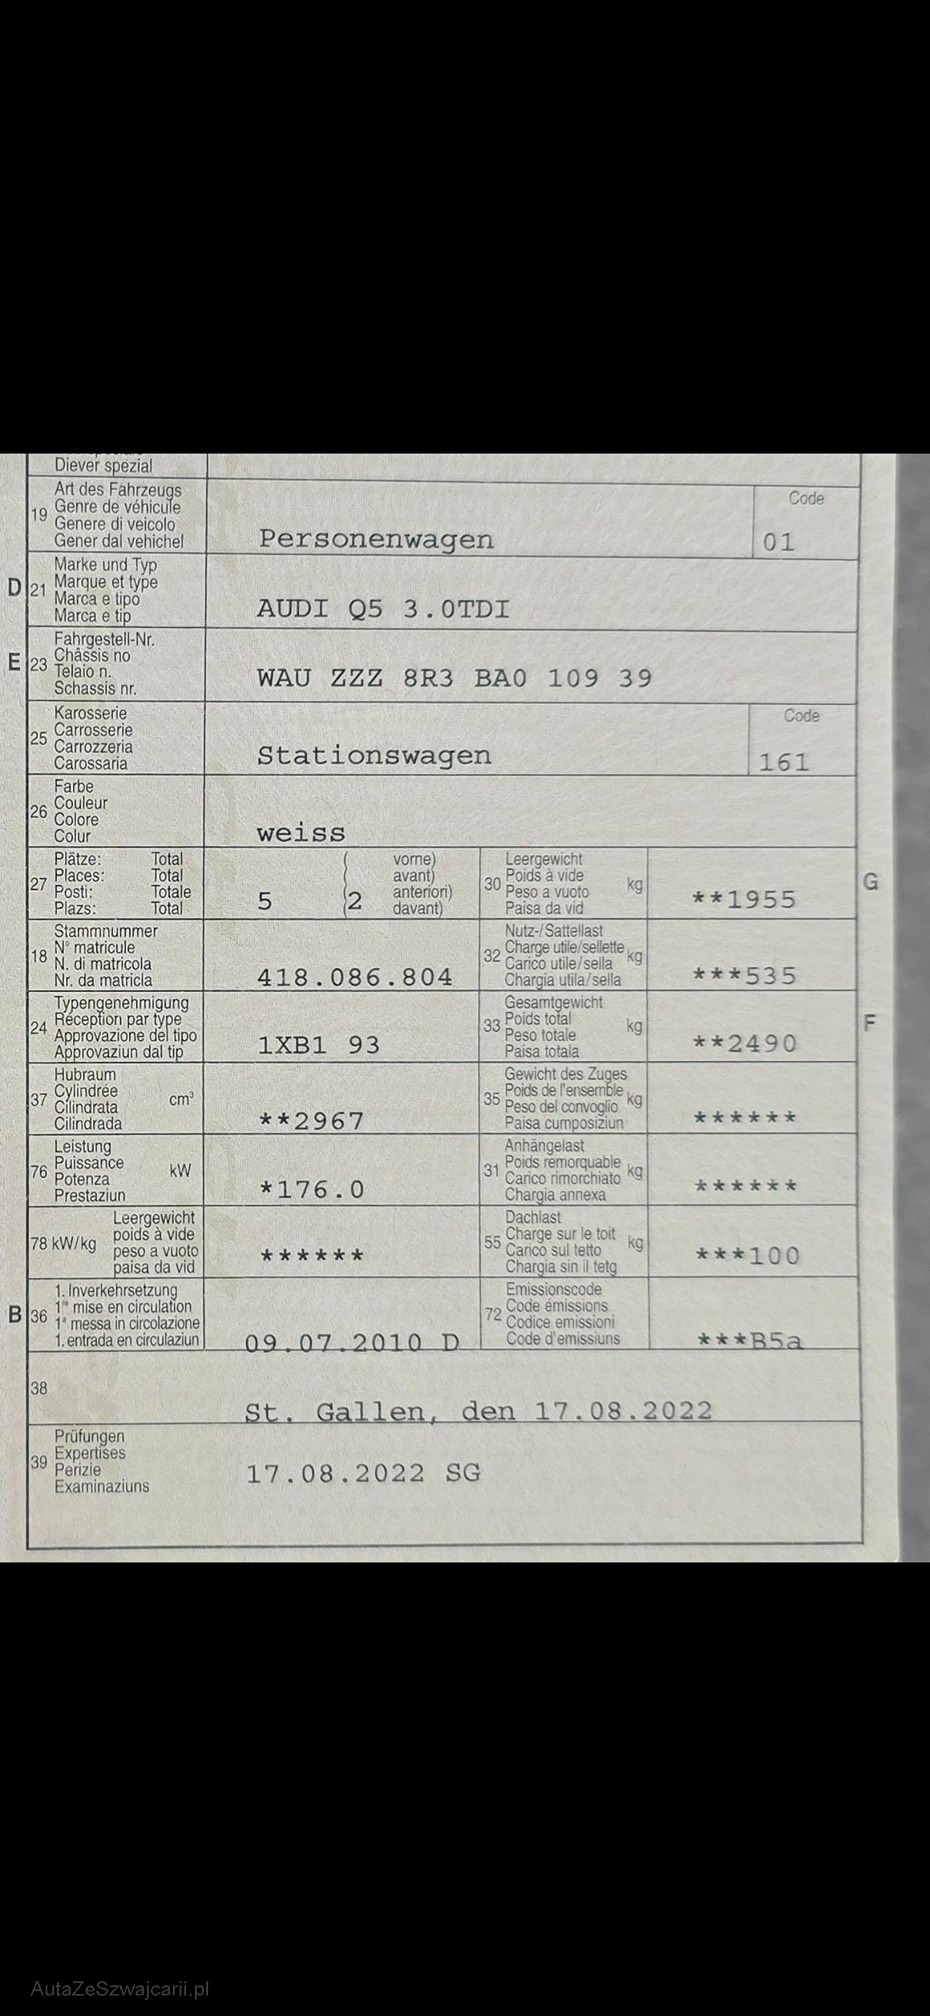 Diever spezial
19 Art des Fahrzeugs
Genre de véhicule
Genere di veicolo
Gener dal vehichel
Personenwagen
Code
01
D 21 Marke und Typ
Marque et type
Marca e tipo
Marca e tip
AUDI Q5 3.0TDI
E 23 Fahrgestell-Nr.
Châssis no
Telaio n.
Schassis nr.
WAU ZZZ 8R3 BA0 109 39
25 Karosserie
Carrosserie
Carrozzeria
Carossaria
Stationswagen
Code
161
26 Farbe
Couleur
Colore
Colur
weiss
27 Plätze: Total
Places: Total
Posti: Totale
Plazs: Total
5 (2 vorne)
avant)
anteriori)
davant)
30 Leergewicht
Poids à vide
Peso a vuoto
Paisa da vid
kg
**1955
G
18 Stammnummer
N° matricule
N. di matricola
Nr. da matricla
418.086.804
32 Nutz-/Sattellast
Charge utile/sellette
Carico utile/sella
Chargia utila/sella
kg
***535
24 Typengenehmigung
Réception par type
Approvazione del tipo
Approvaziun dal tip
1XB1 93
33 Gesamtgewicht
Poids total
Peso totale
Paisa totala
kg
**2490
F
37 Hubraum
Cylindrée
Cilindrata
Cilindrada
cm³
**2967
35 Gewicht des Zuges
Poids de l'ensemble
Peso del convoglio
Paisa cumposiziun
kg
******
76 Leistung
Puissance
Potenza
Prestaziun
kW
*176.0
31 Anhängelast
Poids remorquable
Carico rimorchiato
Chargia annexa
kg
******
78 kW/kg Leergewicht
poids à vide
peso a vuoto
paisa da vid
******
55 Dachlast
Charge sur le toit
Carico sul tetto
Chargia sin il tetg
kg
***100
B 36 1. Inverkehrsetzung
1re mise en circulation
1a messa in circolazione
1. entrada en circulaziun
09.07.2010 D
72 Emissionscode
Code émissions
Codice emissioni
Code d'emissiuns
***B5a
38
St. Gallen, den 17.08.2022
39 Prüfungen
Expertises
Perizie
Examinaziuns
17.08.2022 SG
AutaZeSzwajcarii.pl